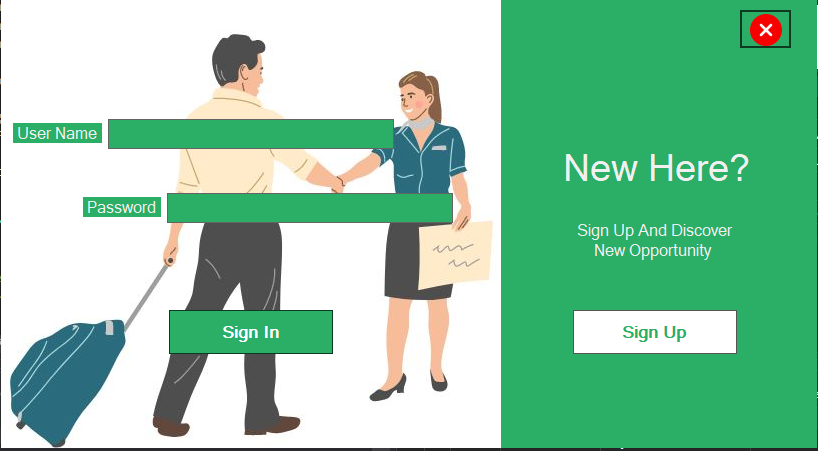 User Name
Password
Sign In
New Here?
Sign Up And Discover
New Opportunity
Sign Up